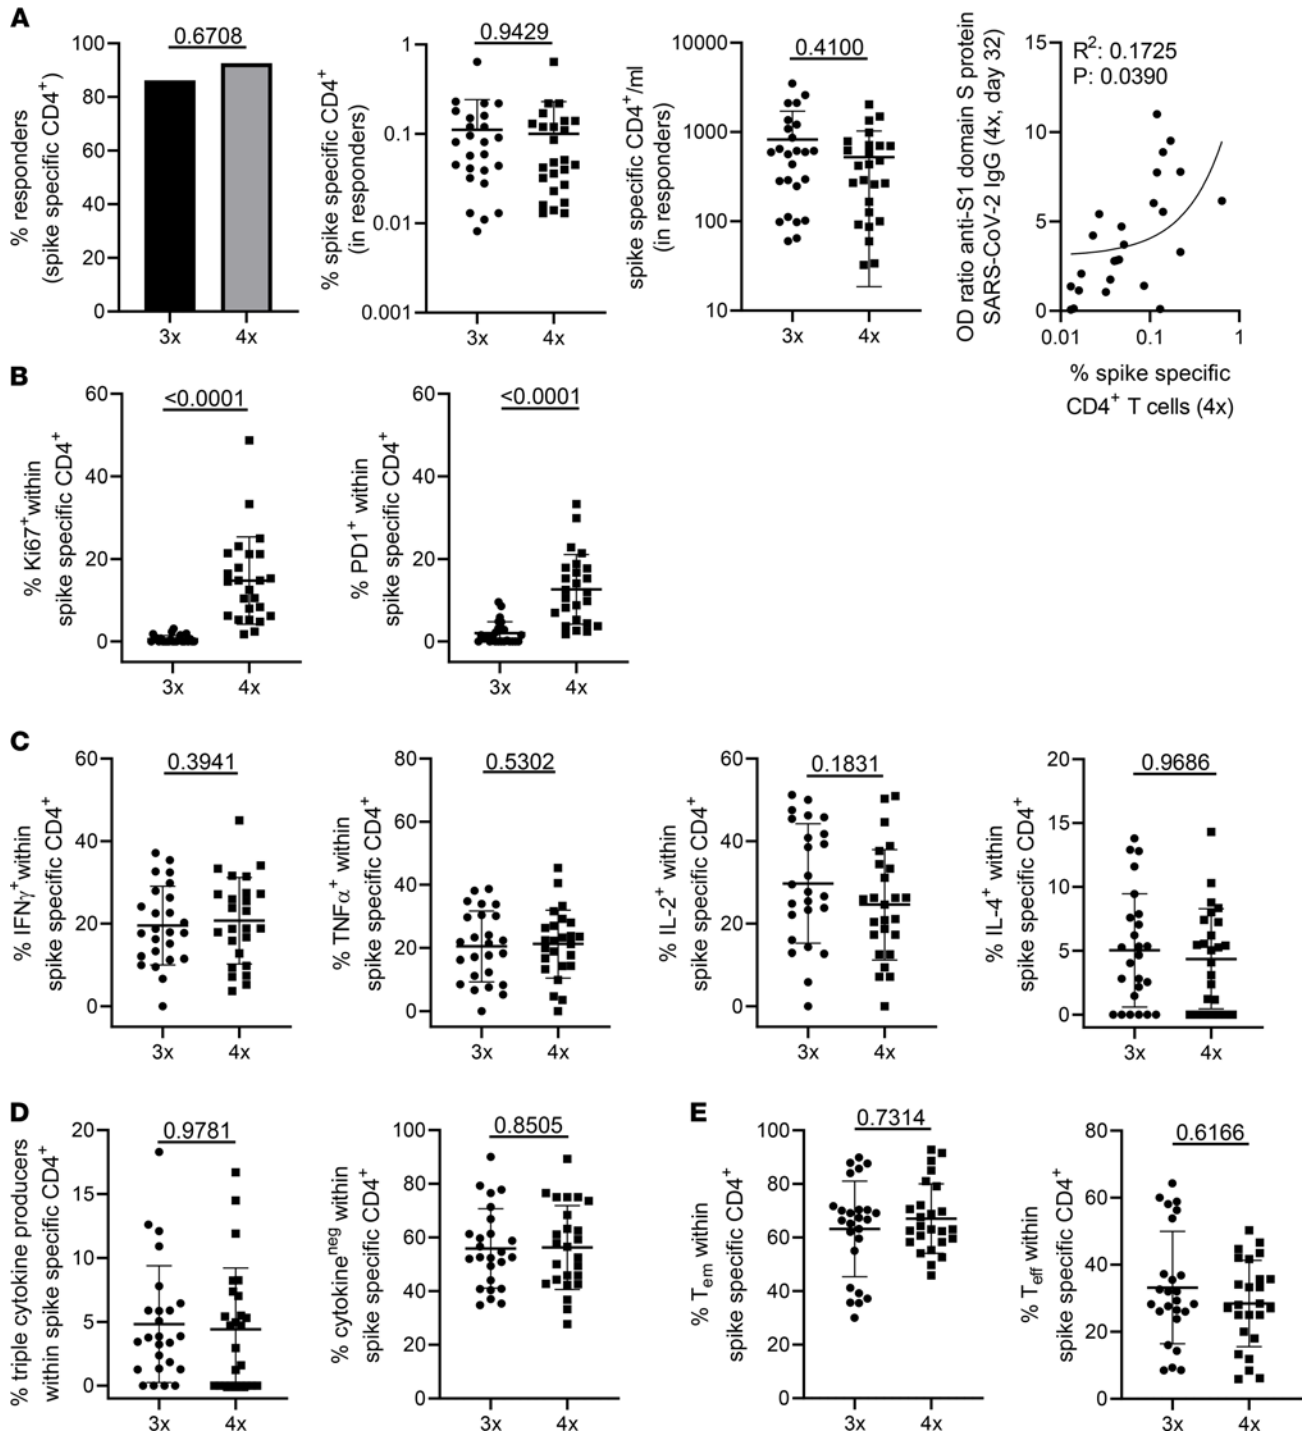 A
% responders
(spike specific CD4⁺)
100
80
60
40
20
0
0.6708
3x
4x
% spike specific CD4⁺
(in responders)
1
0.1
0.01
0.001
0.9429
3x
4x
spike specific CD4⁺/ml
(in responders)
10000
1000
100
10
0.4100
3x
4x
OD ratio anti-S1 domain S protein
SARS-CoV-2 IgG (4x, day 32)
15
10
5
0
R²: 0.1725
P: 0.0390
0.01
0.1
1
% spike specific
CD4⁺ T cells (4x)
B
% Ki67⁺within
spike specific CD4⁺
60
40
20
0
<0.0001
3x
4x
% PD1⁺ within
spike specific CD4⁺
60
40
20
0
<0.0001
3x
4x
C
% IFNγ⁺within
spike specific CD4⁺
60
40
20
0
0.3941
3x
4x
% TNFα⁺ within
spike specific CD4⁺
80
60
40
20
0
0.5302
3x
4x
% IL-2⁺ within
spike specific CD4⁺
60
40
20
0
0.1831
3x
4x
% IL-4⁺ within
spike specific CD4⁺
20
15
10
5
0
0.9686
3x
4x
D
% triple cytokine producers
within spike specific CD4⁺
20
15
10
5
0
0.9781
3x
4x
% cytokineⁿᵉᵍ within
spike specific CD4⁺
100
80
60
40
20
0
0.8505
3x
4x
E
% Tₑₘ within
spike specific CD4⁺
100
80
60
40
20
0
0.7314
3x
4x
% T_eff within
spike specific CD4⁺
80
60
40
20
0
0.6166
3x
4x